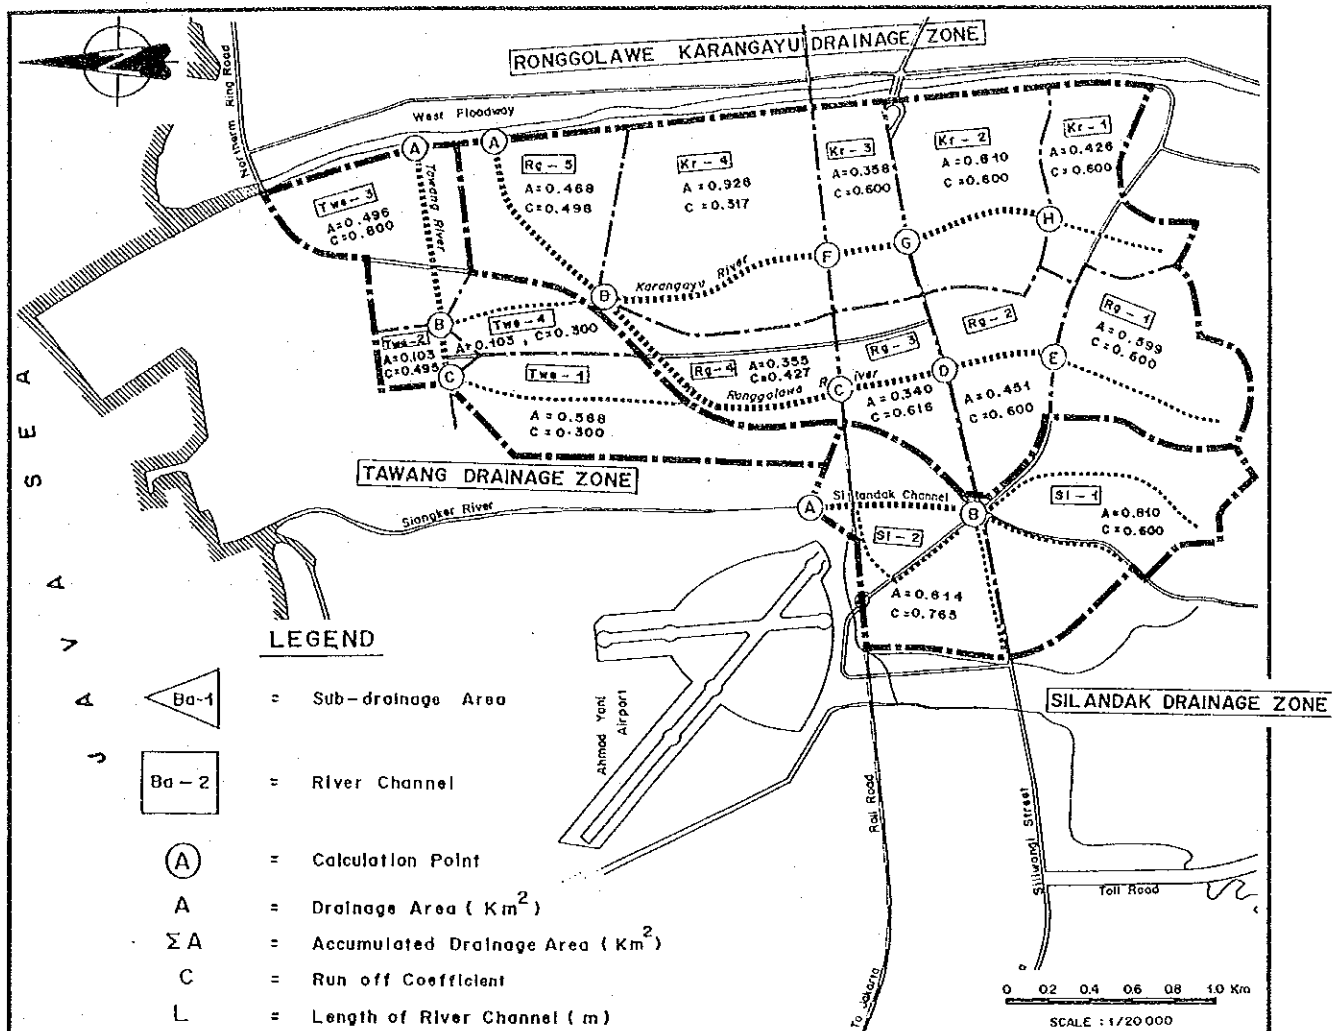 RONGGOLAWE KARANGAYU DRAINAGE ZONE
Northern Ring Road
West Floodway
A
A
Tawang River
Twa-3
A=0.496
C=0.600
Rg-5
A=0.468
C=0.498
Kr-4
A=0.926
C=0.317
Kr-3
A=0.358
C=0.600
Kr-2
A=0.610
C=0.600
Kr-1
A=0.426
C=0.600
H
G
F
Karangayu River
B
B
Twa-2
A=0.103
C=0.495
Twa-4
A=0.103, C=0.300
C
Twa-1
A=0.568
C=0.300
Rg-4
A=0.355
C=0.427
Ronggolawe River
C
Rg-3
A=0.340
C=0.616
D
Rg-2
A=0.451
C=0.600
E
Rg-1
A=0.599
C=0.600
TAWANG DRAINAGE ZONE
Siangker River
A
Silandak Channel
B
Sl-1
A=0.810
C=0.600
Sl-2
A=0.614
C=0.765
JAVA SEA
Ahmad Yani
Airport
SILANDAK DRAINAGE ZONE
Rail Road
To Jakarta
Siliwangi Street
Toll Road
LEGEND
Ba-1 = Sub-drainage Area
Ba-2 = River Channel
A = Calculation Point
A = Drainage Area (Km²)
ΣA = Accumulated Drainage Area (Km²)
C = Run off Coefficient
L = Length of River Channel (m)
0 0.2 0.4 0.6 0.8 1.0 Km
SCALE : 1/20 000